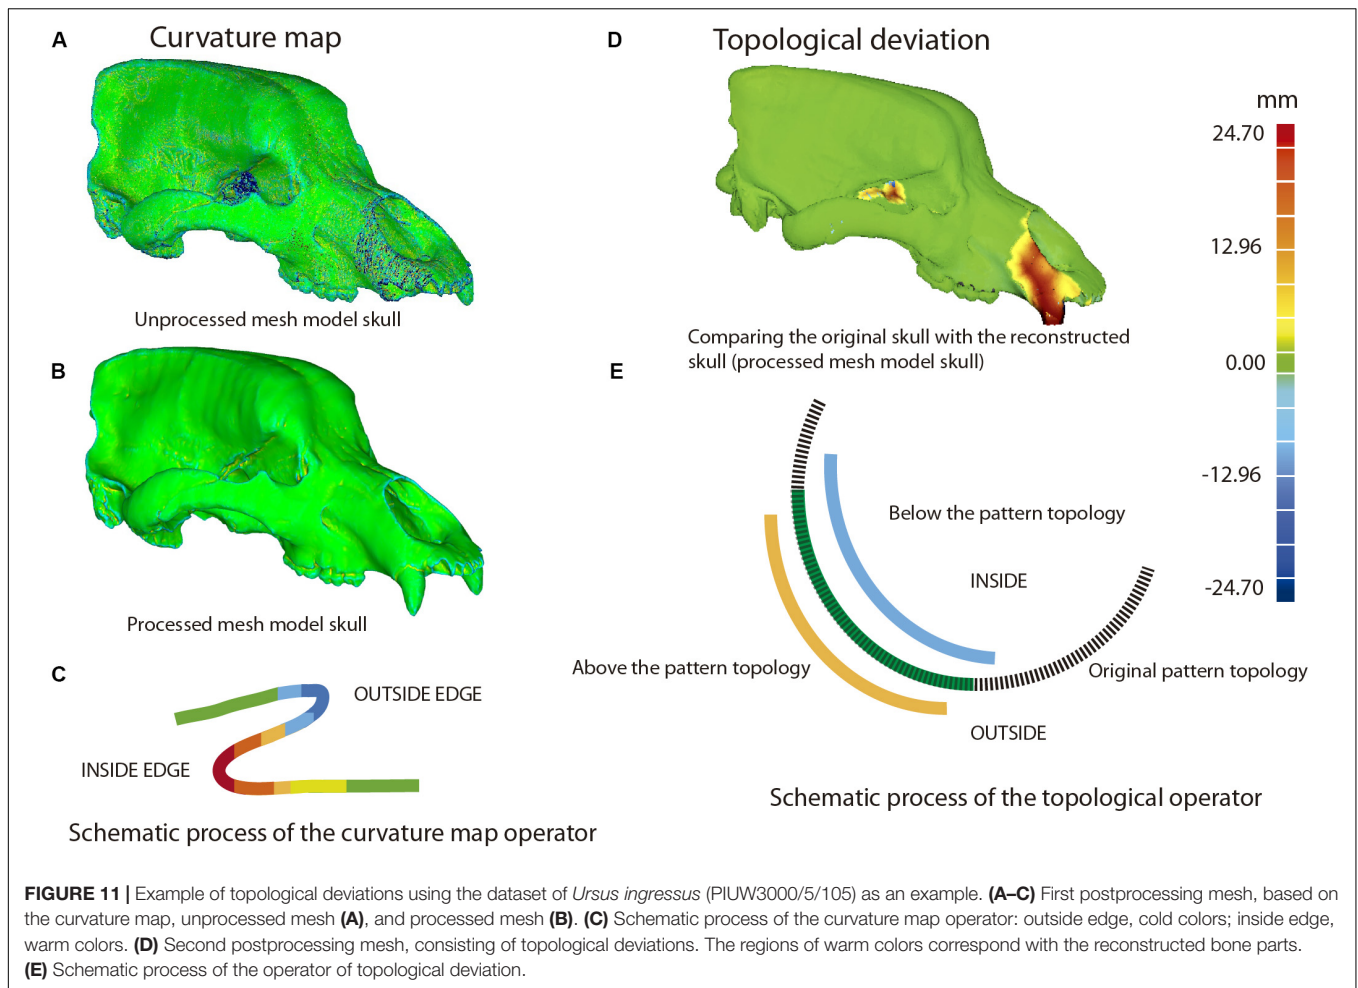 A
Curvature map
Unprocessed mesh model skull
B
Processed mesh model skull
C
OUTSIDE EDGE
INSIDE EDGE
Schematic process of the curvature map operator
D
Topological deviation
mm
24.70
12.96
0.00
-12.96
-24.70
Comparing the original skull with the reconstructed
skull (processed mesh model skull)
E
Below the pattern topology
INSIDE
Above the pattern topology
Original pattern topology
OUTSIDE
Schematic process of the topological operator
FIGURE 11 | Example of topological deviations using the dataset of Ursus ingressus (PIUW3000/5/105) as an example. (A–C) First postprocessing mesh, based on
the curvature map, unprocessed mesh (A), and processed mesh (B). (C) Schematic process of the curvature map operator: outside edge, cold colors; inside edge,
warm colors. (D) Second postprocessing mesh, consisting of topological deviations. The regions of warm colors correspond with the reconstructed bone parts.
(E) Schematic process of the operator of topological deviation.